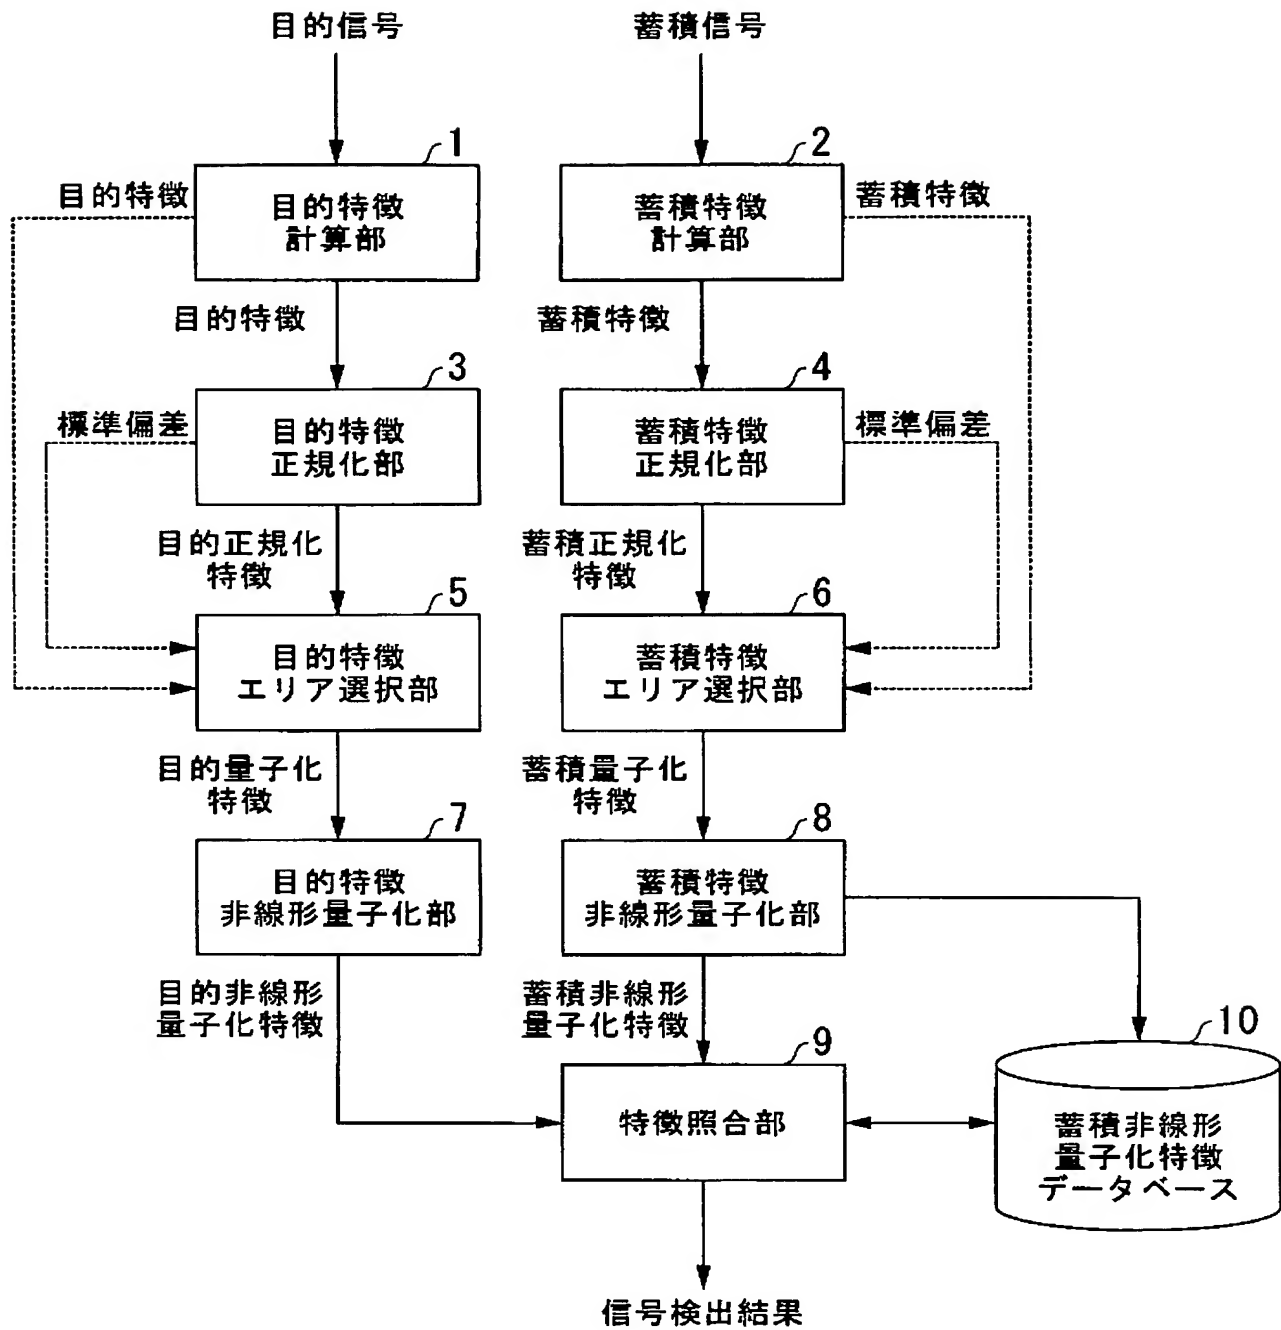 目的信号
蓄積信号
1
2
目的特徴
目的特徴
計算部
蓄積特徴
計算部
蓄積特徴
目的特徴
蓄積特徴
3
4
標準偏差
目的特徴
正規化部
蓄積特徴
正規化部
標準偏差
目的正規化
特徴
蓄積正規化
特徴
5
6
目的特徴
エリア選択部
蓄積特徴
エリア選択部
目的量子化
特徴
蓄積量子化
特徴
7
8
目的特徴
非線形量子化部
蓄積特徴
非線形量子化部
目的非線形
量子化特徴
蓄積非線形
量子化特徴
9
10
特徴照合部
蓄積非線形
量子化特徴
データベース
信号検出結果